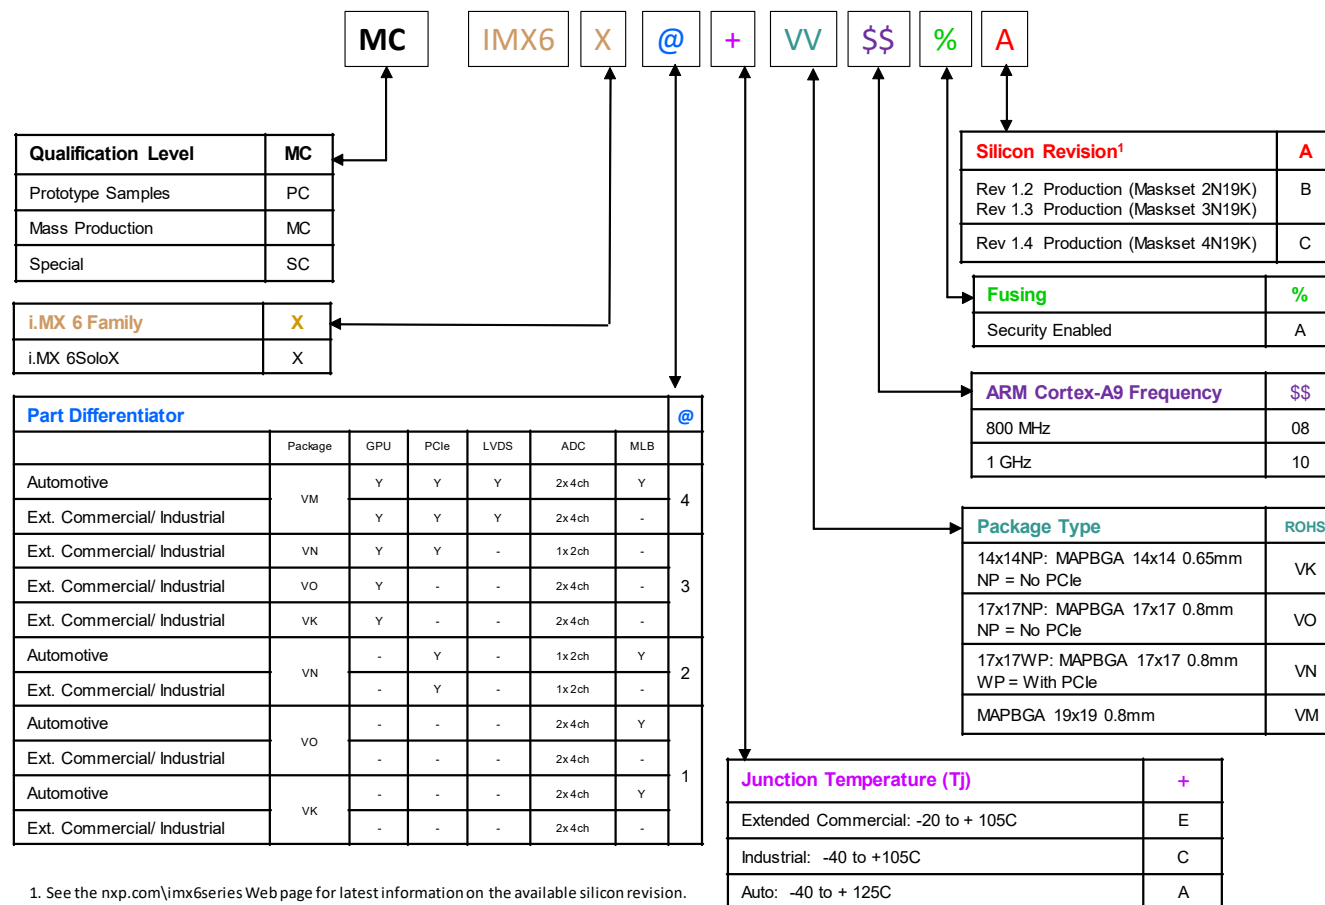 MC IMX6 X @ + VV $$ % A
Qualification Level MC
Prototype Samples PC
Mass Production MC
Special SC
i.MX 6 Family X
i.MX 6SoloX X
Part Differentiator @
Package GPU PCIe LVDS ADC MLB
Automotive VM Y Y Y 2x4ch Y 4
Ext. Commercial/ Industrial Y Y Y 2x4ch -
Ext. Commercial/ Industrial VN Y Y - 1x2ch - 3
Ext. Commercial/ Industrial VO Y - - 2x4ch -
Ext. Commercial/ Industrial VK Y - - 2x4ch -
Automotive VN - Y - 1x2ch Y 2
Ext. Commercial/ Industrial - Y - 1x2ch -
Automotive VO - - - 2x4ch Y 1
Ext. Commercial/ Industrial - - - 2x4ch -
Automotive VK - - - 2x4ch Y
Ext. Commercial/ Industrial - - - 2x4ch -
Silicon Revision¹ A
Rev 1.2 Production (Maskset 2N19K) B
Rev 1.3 Production (Maskset 3N19K)
Rev 1.4 Production (Maskset 4N19K) C
Fusing %
Security Enabled A
ARM Cortex-A9 Frequency $$
800 MHz 08
1 GHz 10
Package Type ROHS
14x14NP: MAPBGA 14x14 0.65mm VK
NP = No PCIe
17x17NP: MAPBGA 17x17 0.8mm VO
NP = No PCIe
17x17WP: MAPBGA 17x17 0.8mm VN
WP = With PCIe
MAPBGA 19x19 0.8mm VM
Junction Temperature (Tj) +
Extended Commercial: -20 to + 105C E
Industrial: -40 to +105C C
Auto: -40 to + 125C A
1. See the nxp.com\imx6series Web page for latest information on the available silicon revision.